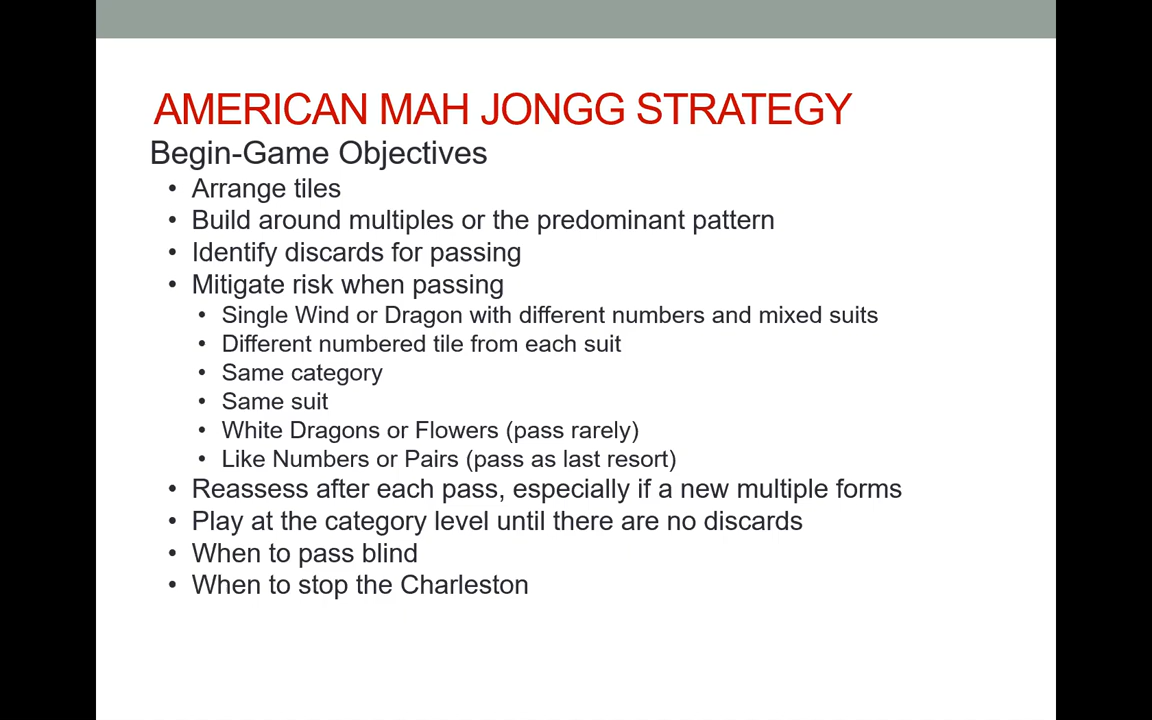 AMERICAN MAH JONGG STRATEGY
Begin-Game Objectives
• Arrange tiles
• Build around multiples or the predominant pattern
• Identify discards for passing
• Mitigate risk when passing
• Single Wind or Dragon with different numbers and mixed suits
• Different numbered tile from each suit
• Same category
• Same suit
• White Dragons or Flowers (pass rarely)
• Like Numbers or Pairs (pass as last resort)
• Reassess after each pass, especially if a new multiple forms
• Play at the category level until there are no discards
• When to pass blind
• When to stop the Charleston